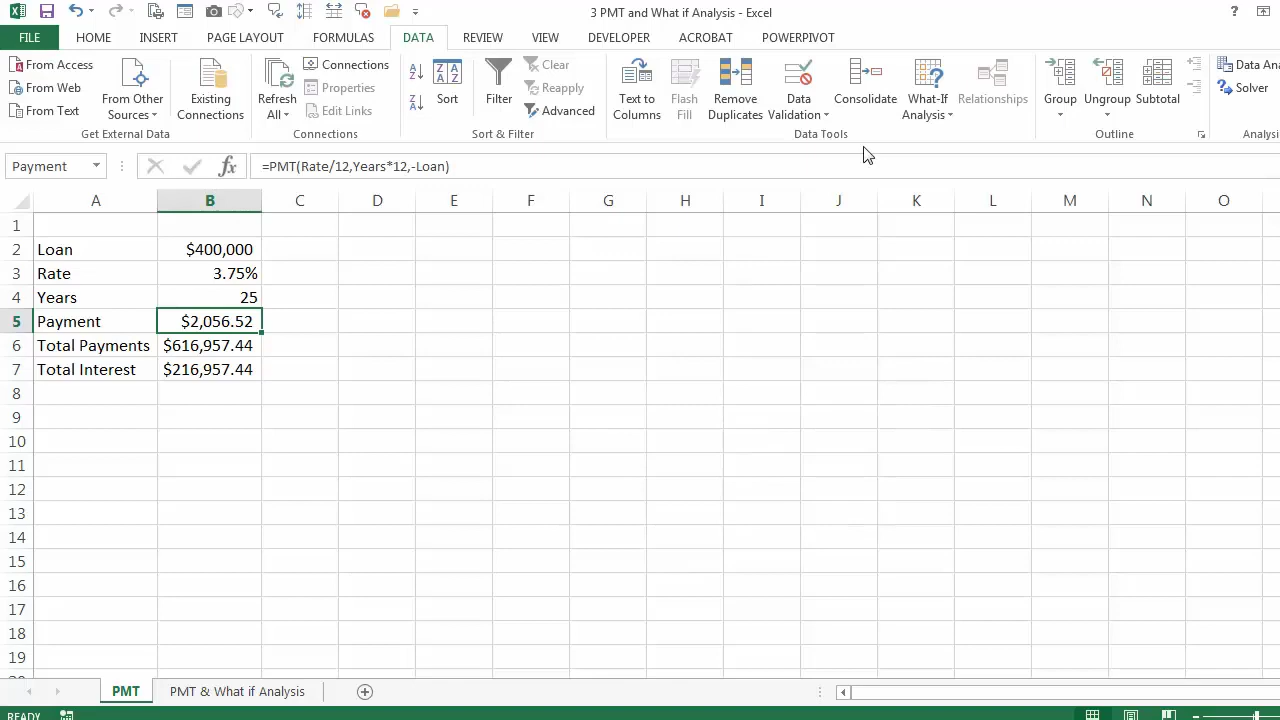 3 PMT and What if Analysis - Excel
?
FILE HOME INSERT PAGE LAYOUT FORMULAS DATA REVIEW VIEW DEVELOPER ACROBAT POWERPIVOT
From Access
From Web
From Text
From Other
Sources
Existing
Connections
Get External Data
Refresh
All
Connections
Properties
Edit Links
Connections
A
Z
Z
A
Z A
A Z
Sort
Filter
Clear
Reapply
Advanced
Sort & Filter
Text to
Columns
Flash
Fill
Remove
Duplicates
Data
Validation
Consolidate
What-If
Analysis
Relationships
Data Tools
Group
Ungroup
Subtotal
Outline
Data Ana
Solver
Analysi
Payment fx =PMT(Rate/12,Years*12,-Loan)
A B C D E F G H I J K L M N O
1
2 Loan $400,000
3 Rate 3.75%
4 Years 25
5 Payment $2,056.52
6 Total Payments $616,957.44
7 Total Interest $216,957.44
8
9
10
11
12
13
14
15
16
17
18
19
PMT PMT & What if Analysis
READY